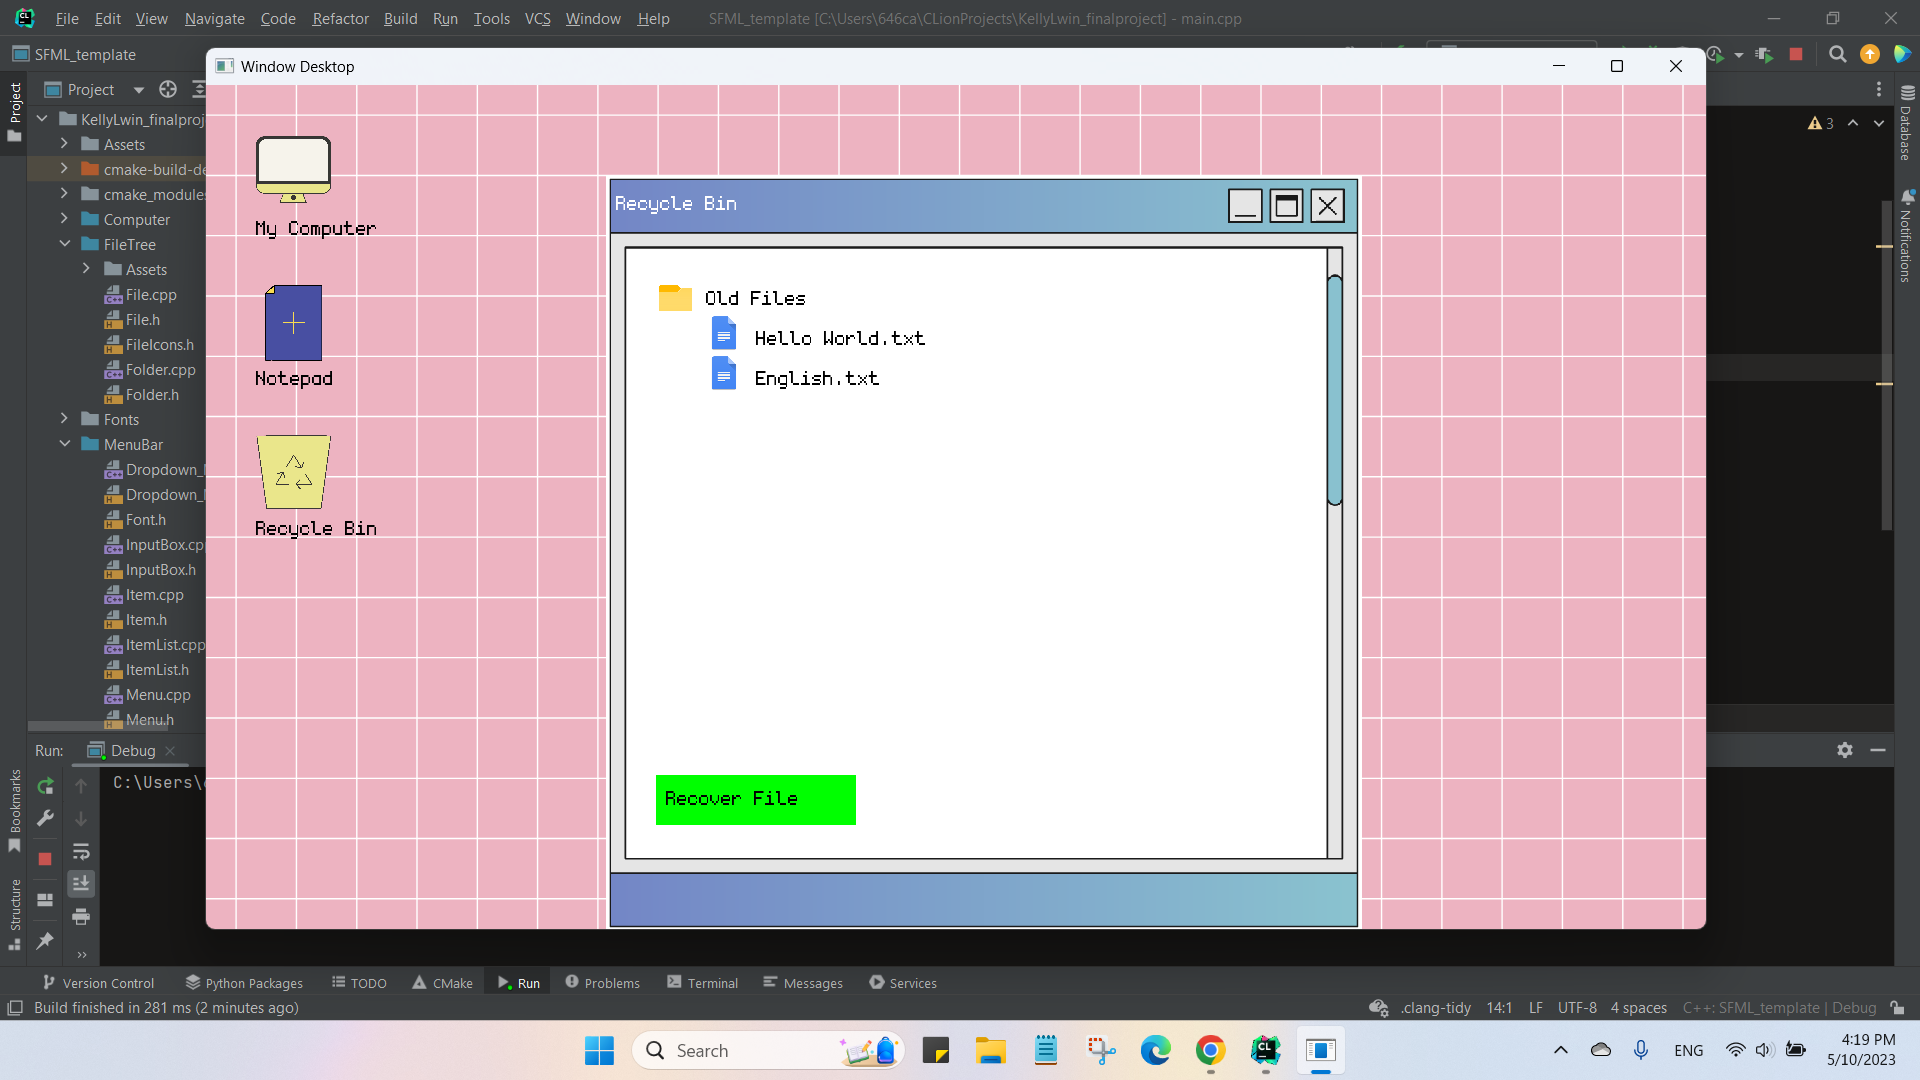 File Edit View Navigate Code Refactor Build Run Tools VCS Window Help SFML_template [C:\Users\646ca\CLionProjects\KellyLwin_finalproject] - main.cpp
SFML_template
Window Desktop
Project
Project
KellyLwin_finalproj
Assets
cmake-build-de
cmake_modules
Computer
FileTree
Assets
File.cpp
File.h
FileIcons.h
Folder.cpp
Folder.h
Fonts
MenuBar
Dropdown_
Dropdown_
Font.h
InputBox.cp
InputBox.h
Item.cpp
Item.h
ItemList.cpp
ItemList.h
Menu.cpp
Menu.h
3
Database
Notifications
My Computer
Notepad
Recycle Bin
Recycle Bin
Old Files
Hello World.txt
English.txt
Recover File
Run: Debug
C:\Users\
Bookmarks
Structure
Version Control Python Packages TODO CMake Run Problems Terminal Messages Services
Build finished in 281 ms (2 minutes ago)
.clang-tidy 14:1 LF UTF-8 4 spaces C++: SFML_template | Debug
Search
CL
ENG
4:19 PM
5/10/2023